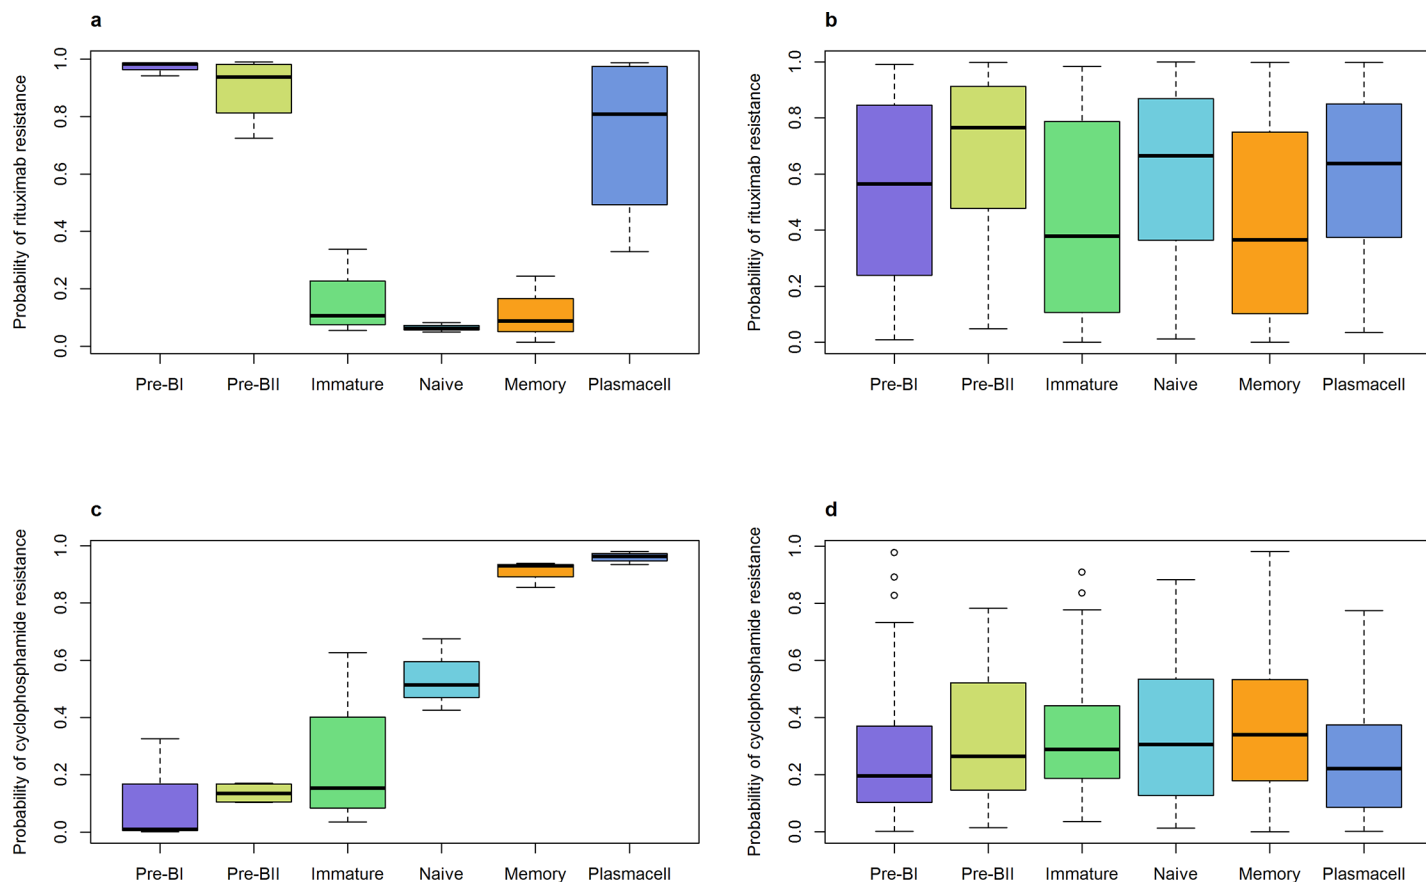 a
Probabilitiy of rituximab resistance
1.0
0.8
0.6
0.4
0.2
0.0
Pre-BI Pre-BII Immature Naive Memory Plasmacell
b
Probabilitiy of rituximab resistance
1.0
0.8
0.6
0.4
0.2
0.0
Pre-BI Pre-BII Immature Naive Memory Plasmacell
c
Probabilitiy of cyclophosphamide resistance
1.0
0.8
0.6
0.4
0.2
0.0
Pre-BI Pre-BII Immature Naive Memory Plasmacell
d
Probabilitiy of cyclophosphamide resistance
1.0
0.8
0.6
0.4
0.2
0.0
Pre-BI Pre-BII Immature Naive Memory Plasmacell